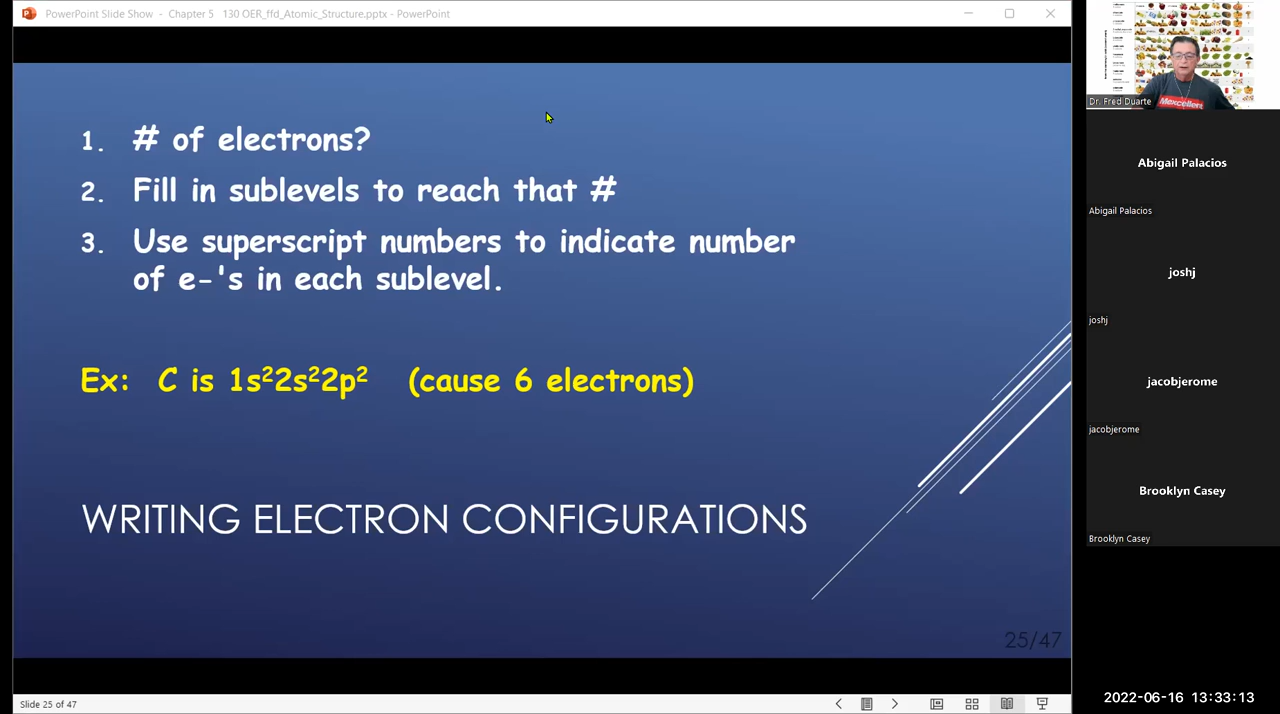 PowerPoint Slide Show - Chapter 5 130 OER_ffd_Atomic_Structure.pptx - PowerPoint
1. # of electrons?
2. Fill in sublevels to reach that #
3. Use superscript numbers to indicate number
of e-'s in each sublevel.
Ex: C is 1s²2s²2p² (cause 6 electrons)
WRITING ELECTRON CONFIGURATIONS
25/47
Slide 25 of 47
Mexcellent
Dr. Fred Duarte
Abigail Palacios
Abigail Palacios
joshj
joshj
jacobjerome
jacobjerome
Brooklyn Casey
Brooklyn Casey
2022-06-16 13:33:13